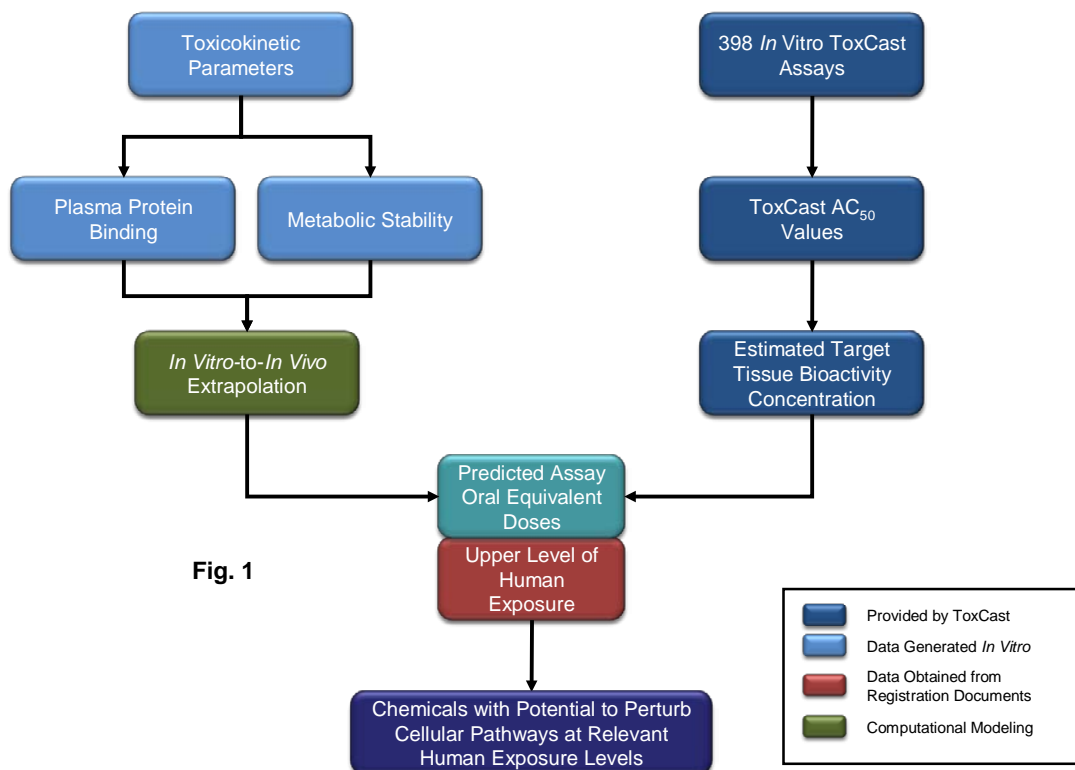 Toxicokinetic
Parameters
398 In Vitro ToxCast
Assays
Plasma Protein
Binding
Metabolic Stability
ToxCast AC50
Values
In Vitro-to-In Vivo
Extrapolation
Estimated Target
Tissue Bioactivity
Concentration
Predicted Assay
Oral Equivalent
Doses
Upper Level of
Human
Exposure
Fig. 1
Chemicals with Potential to Perturb
Cellular Pathways at Relevant
Human Exposure Levels
Provided by ToxCast
Data Generated In Vitro
Data Obtained from
Registration Documents
Computational Modeling